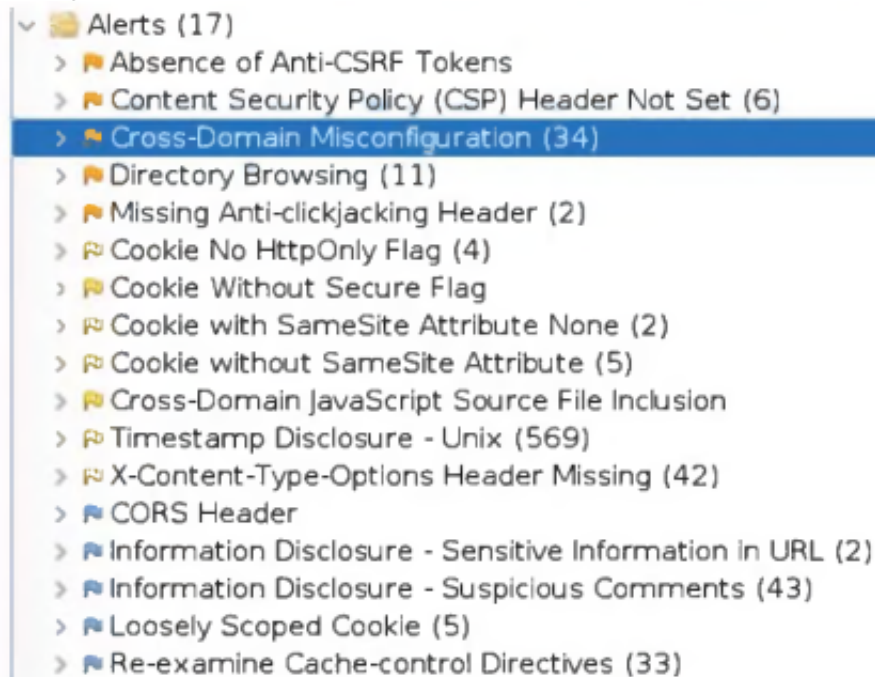 Alerts (17)
Absence of Anti-CSRF Tokens
Content Security Policy (CSP) Header Not Set (6)
Cross-Domain Misconfiguration (34)
Directory Browsing (11)
Missing Anti-clickjacking Header (2)
Cookie No HttpOnly Flag (4)
Cookie Without Secure Flag
Cookie with SameSite Attribute None (2)
Cookie without SameSite Attribute (5)
Cross-Domain JavaScript Source File Inclusion
Timestamp Disclosure - Unix (569)
X-Content-Type-Options Header Missing (42)
CORS Header
Information Disclosure - Sensitive Information in URL (2)
Information Disclosure - Suspicious Comments (43)
Loosely Scoped Cookie (5)
Re-examine Cache-control Directives (33)